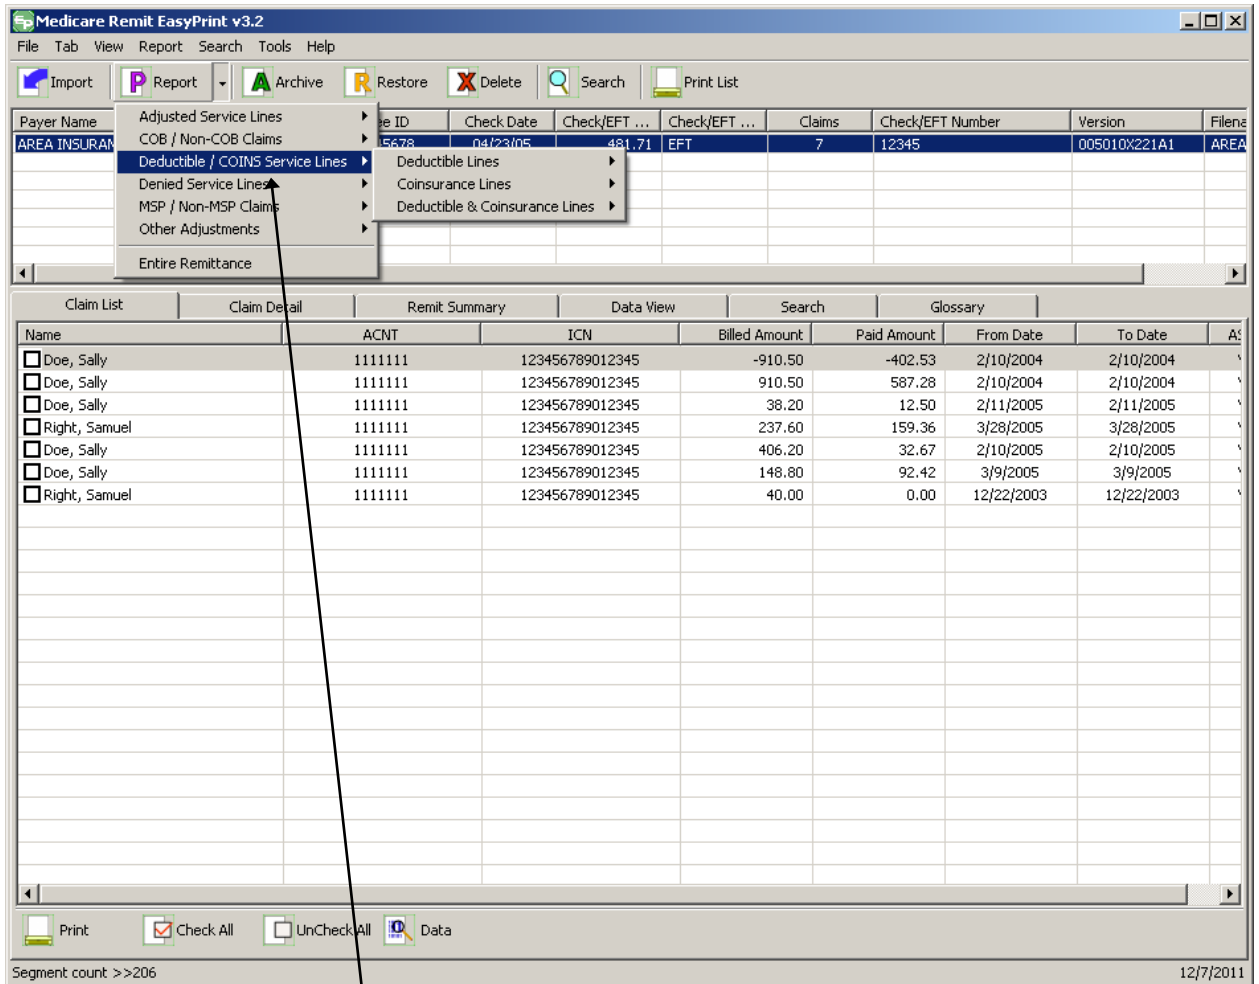 Medicare Remit EasyPrint v3.2
File Tab View Report Search Tools Help
Import Report Archive Restore Delete Search Print List
Payer Name ee ID Check Date Check/EFT ... Check/EFT ... Claims Check/EFT Number Version Filena
AREA INSURAN 45678 04/23/05 481.71 EFT 7 12345 005010X221A1 AREA
Adjusted Service Lines
COB / Non-COB Claims
Deductible / COINS Service Lines
Denied Service Lines
MSP / Non-MSP Claims
Other Adjustments
Entire Remittance
Deductible Lines
Coinsurance Lines
Deductible & Coinsurance Lines
Claim List Claim Detail Remit Summary Data View Search Glossary
Name ACNT ICN Billed Amount Paid Amount From Date To Date AS
Doe, Sally 1111111 123456789012345 -910.50 -402.53 2/10/2004 2/10/2004
Doe, Sally 1111111 123456789012345 910.50 587.28 2/10/2004 2/10/2004
Doe, Sally 1111111 123456789012345 38.20 12.50 2/11/2005 2/11/2005
Right, Samuel 1111111 123456789012345 237.60 159.36 3/28/2005 3/28/2005
Doe, Sally 1111111 123456789012345 406.20 32.67 2/10/2005 2/10/2005
Doe, Sally 1111111 123456789012345 148.80 92.42 3/9/2005 3/9/2005
Right, Samuel 1111111 123456789012345 40.00 0.00 12/22/2003 12/22/2003
Print Check All UnCheck All Data
Segment count >>206 12/7/2011